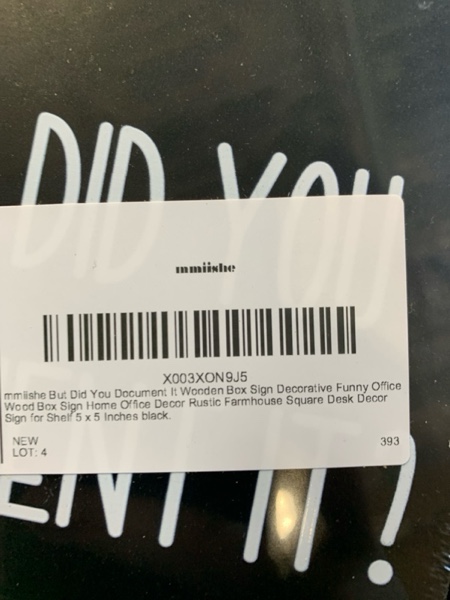 DID YOU
mmiishe
X003XON9J5
mmiishe But Did You Document It Wooden Box Sign Decorative Funny Office
Wood Box Sign Home Office Decor Rustic Farmhouse Square Desk Decor
Sign for Shelf 5 x 5 Inches black.
NEW
LOT: 4
393
ENT IT?